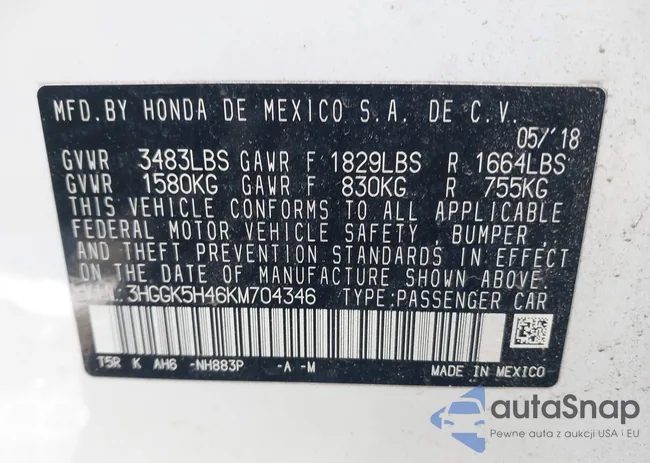 MFD.BY HONDA DE MEXICO S.A. DE C.V.
05/'18
GVWR 3483LBS GAWR F 1829LBS R 1664LBS
GVWR 1580KG GAWR F 830KG R 755KG
THIS VEHICLE CONFORMS TO ALL APPLICABLE
FEDERAL MOTOR VEHICLE SAFETY, BUMPER,
AND THEFT PREVENTION STANDARDS IN EFFECT
ON THE DATE OF MANUFACTURE SHOWN ABOVE.
3HGGK5H46KM704346 TYPE:PASSENGER CAR
T5R K AH6 -NH883P -A -M
MADE IN MEXICO
autaSnap
Pewne auta z aukcji USA i EU